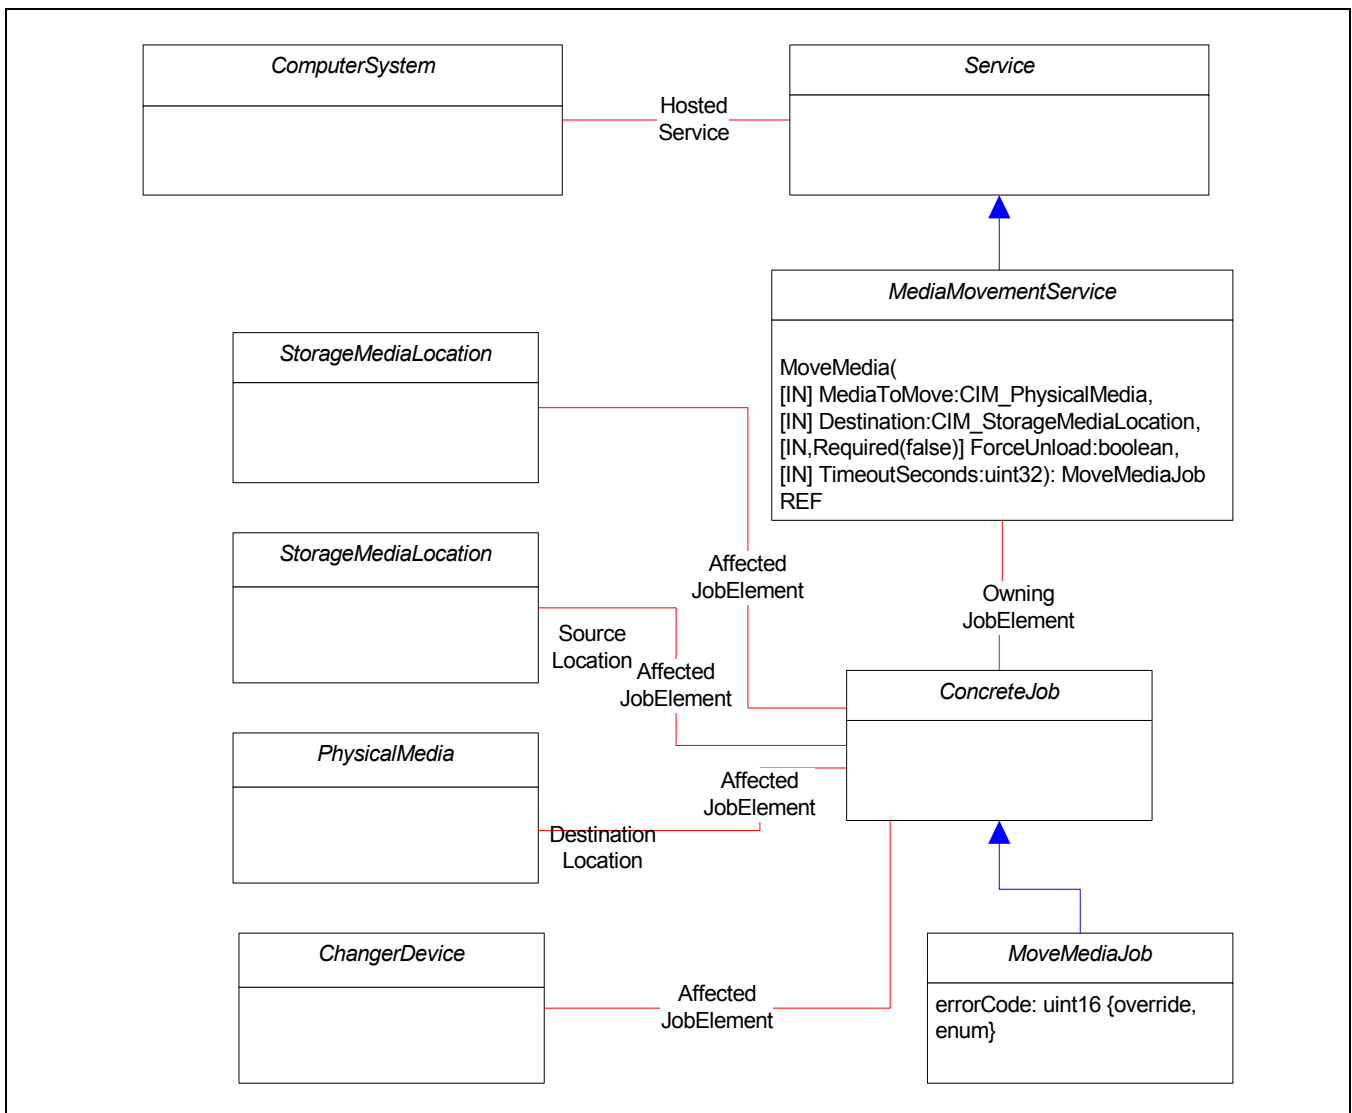 ComputerSystem
Service
Hosted
Service
MediaMovementService
MoveMedia(
[IN] MediaToMove:CIM_PhysicalMedia,
[IN] Destination:CIM_StorageMediaLocation,
[IN,Required(false)] ForceUnload:boolean,
[IN] TimeoutSeconds:uint32): MoveMediaJob
REF
StorageMediaLocation
StorageMediaLocation
Affected
JobElement
Owning
JobElement
Source
Location
Affected
JobElement
ConcreteJob
PhysicalMedia
Affected
JobElement
Destination
Location
ChangerDevice
Affected
JobElement
MoveMediaJob
errorCode: uint16 {override,
enum}